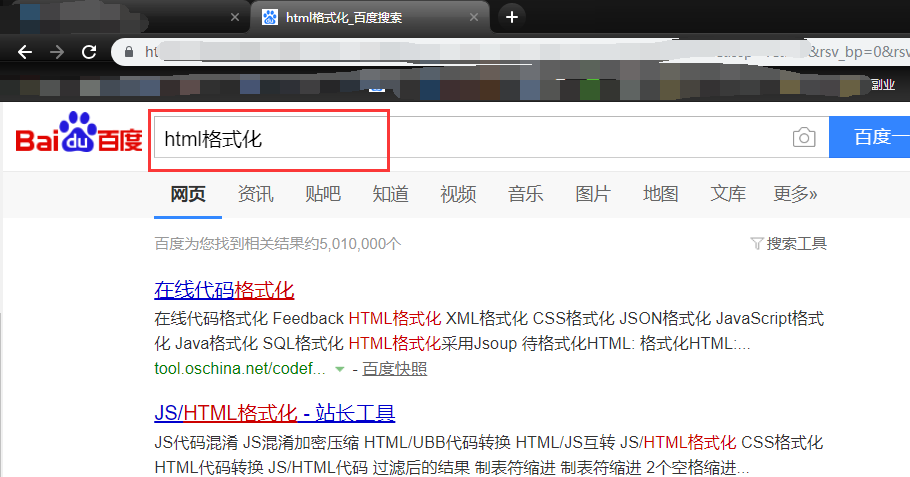 html格式化_百度搜索
&rsv_bp=0&rsv
副业
Bai du 百度
html格式化
百度一
网页 资讯 贴吧 知道 视频 音乐 图片 地图 文库 更多»
百度为您找到相关结果约5,010,000个
搜索工具
在线代码格式化
在线代码格式化 Feedback HTML格式化 XML格式化 CSS格式化 JSON格式化 JavaScript格式
化 Java格式化 SQL格式化 HTML格式化采用Jsoup 待格式化HTML: 格式化HTML:...
tool.oschina.net/codef... - 百度快照
JS/HTML格式化 - 站长工具
JS代码混淆 JS混淆加密压缩 HTML/UBB代码转换 HTML/JS互转 JS/HTML格式化 CSS格式化
HTML代码转换 JS/HTML代码 过滤后的结果 制表符缩进 制表符缩进 2个空格缩进...